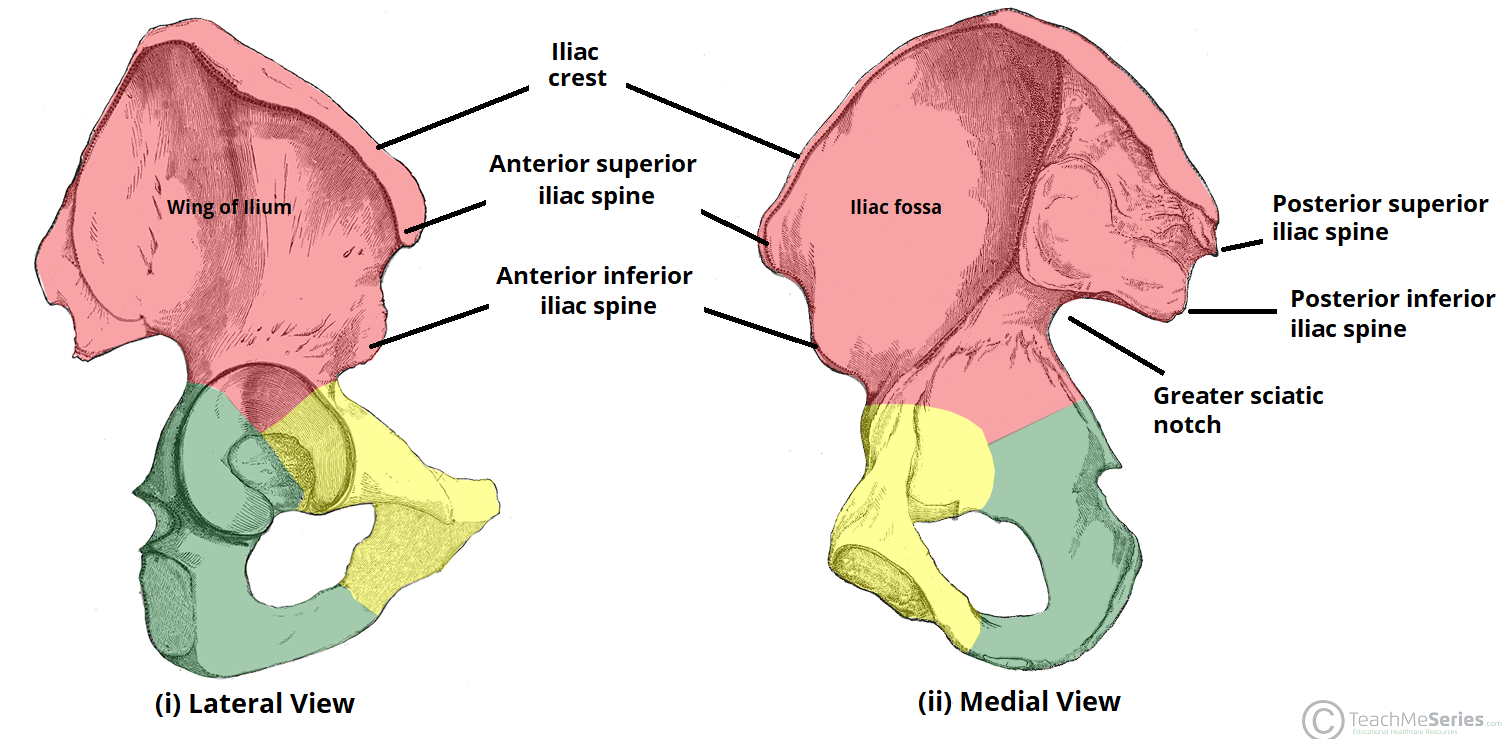 Iliac
crest
Anterior superior
iliac spine
Anterior inferior
iliac spine
Wing of Ilium
Iliac fossa
Posterior superior
iliac spine
Posterior inferior
iliac spine
Greater sciatic
notch
(i) Lateral View
(ii) Medial View
© TeachMeSeries.com
Educational Healthcare Resources